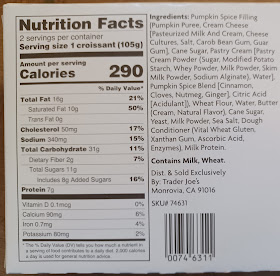 Nutrition Facts
2 servings per container
Serving size 1 croissant (105g)
Amount per serving
Calories 290
% Daily Value*
Total Fat 16g 21%
Saturated Fat 10g 50%
Trans Fat 0g
Cholesterol 50mg 17%
Sodium 340mg 15%
Total Carbohydrate 31g 11%
Dietary Fiber 2g 7%
Total Sugars 11g
Includes 8g Added Sugars 16%
Protein 7g
Vitamin D 0.1mcg 0%
Calcium 90mg 6%
Iron 0.7mg 4%
Potassium 80mg 2%
* The % Daily Value (DV) tells you how much a nutrient in a
serving of food contributes to a daily diet. 2,000 calories
a day is used for general nutrition advice.
Ingredients: Pumpkin Spice Filling
(Pumpkin Puree, Cream Cheese
[Pasteurized Milk And Cream, Cheese
Cultures, Salt, Carob Bean Gum, Guar
Gum], Cane Sugar, Pastry Cream [Pastry
Cream Powder (Sugar, Modified Potato
Starch, Whey Powder, Milk Powder, Skim
Milk Powder, Sodium Alginate), Water],
Pumpkin Spice Blend [Cinnamon,
Cloves, Nutmeg, Ginger], Citric Acid
[Acidulant]), Wheat Flour, Water, Butter
(Cream, Natural Flavor), Cane Sugar,
Yeast, Milk Powder, Sea Salt, Dough
Conditioner (Vital Wheat Gluten,
Xanthan Gum, Ascorbic Acid,
Enzymes), Milk Protein.
Contains Milk, Wheat.
Dist. & Sold Exclusively
By: Trader Joe's
Monrovia, CA 91016
SKU# 74631
0074 6311